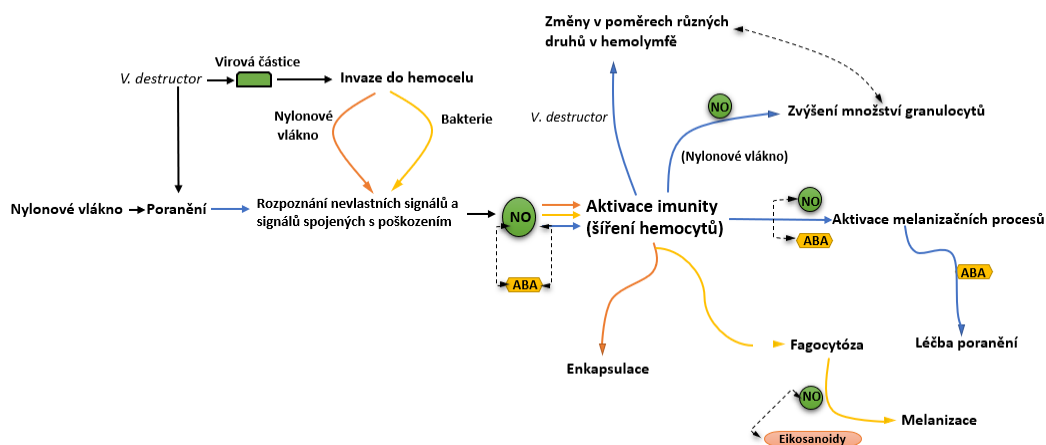 Změny v poměrech různých
druhů v hemolymfě
Virová částice
V. destructor
Invaze do hemocelu
Nylonové
vlákno
Bakterie
V. destructor
NO
Zvýšení množství granulocytů
(Nylonové vlákno)
Nylonové vlákno
Poranění
Rozpoznání nevlastních signálů a
signálů spojených s poškozením
NO
ABA
Aktivace imunity
(šíření hemocytů)
NO
ABA
Aktivace melanizačních procesů
ABA
Léčba poranění
Enkapsulace
Fagocytóza
NO
Eikosanoidy
Melanizace